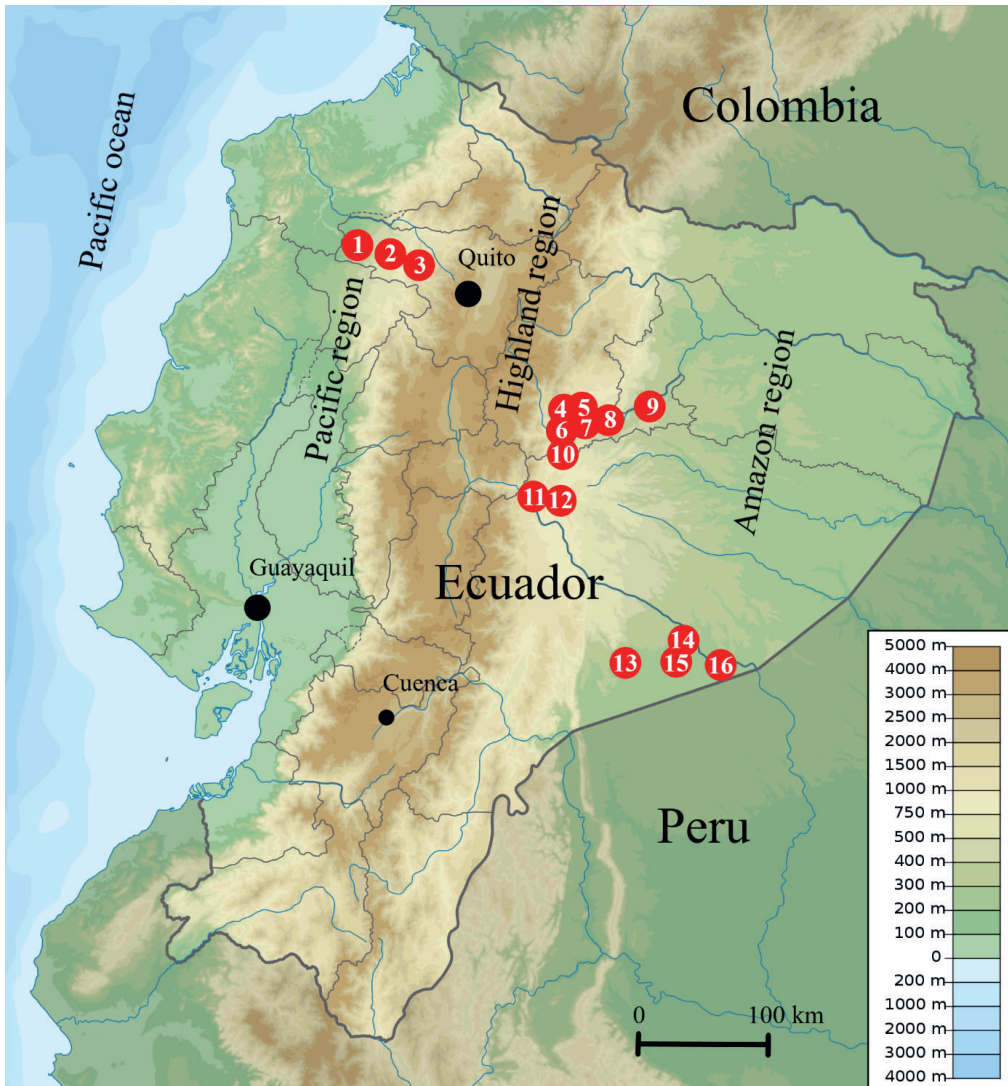 Colombia
Pacific ocean
Highland region
1
2
3
Quito
Pacific region
Amazon region
4
5
6
7
8
9
10
11
12
Guayaquil
Ecuador
Cuenca
13
14
15
16
Peru
0
100 km
5000 m
4000 m
3000 m
2500 m
2000 m
1500 m
1000 m
750 m
500 m
400 m
300 m
200 m
100 m
0
200 m
1000 m
2000 m
3000 m
4000 m